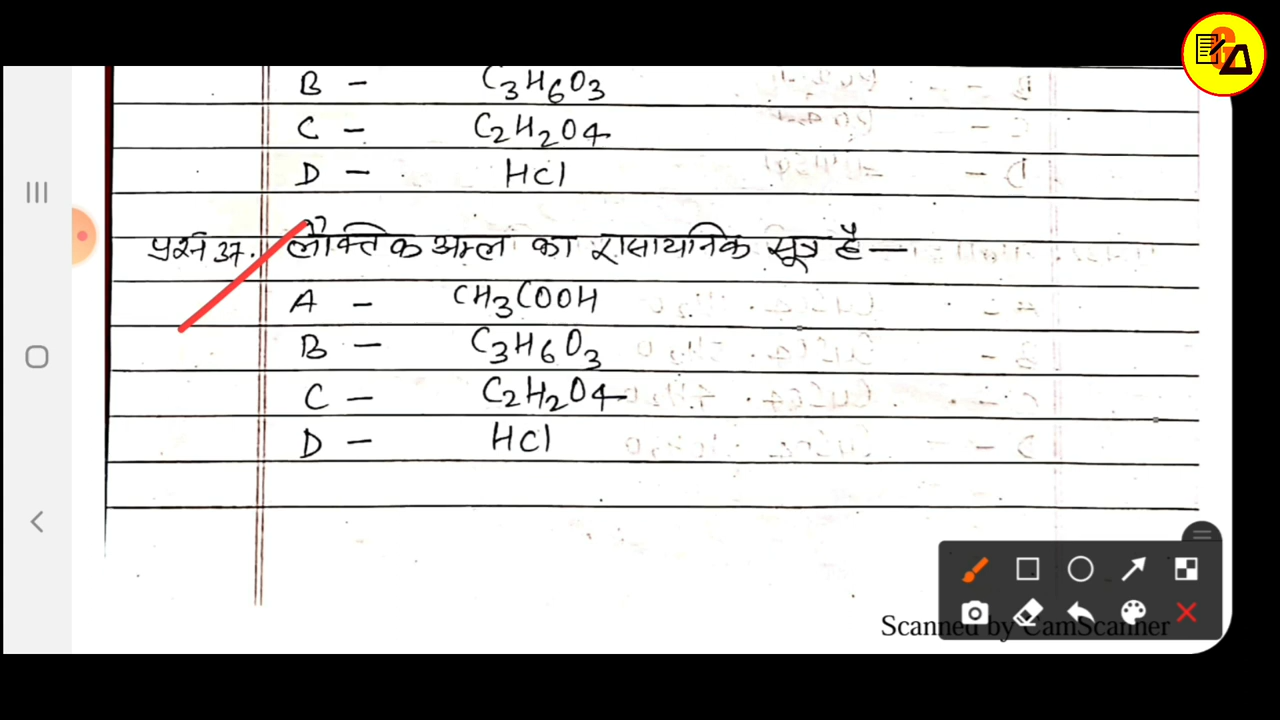 B - C3H6O3
C - C2H2O4
D - HCl
प्रश्न 37. लैक्टिक अम्ल का रासायनिक सूत्र है—
A - CH3COOH
B - C3H6O3
C - C2H2O4
D - HCl
Scanned by CamScanner